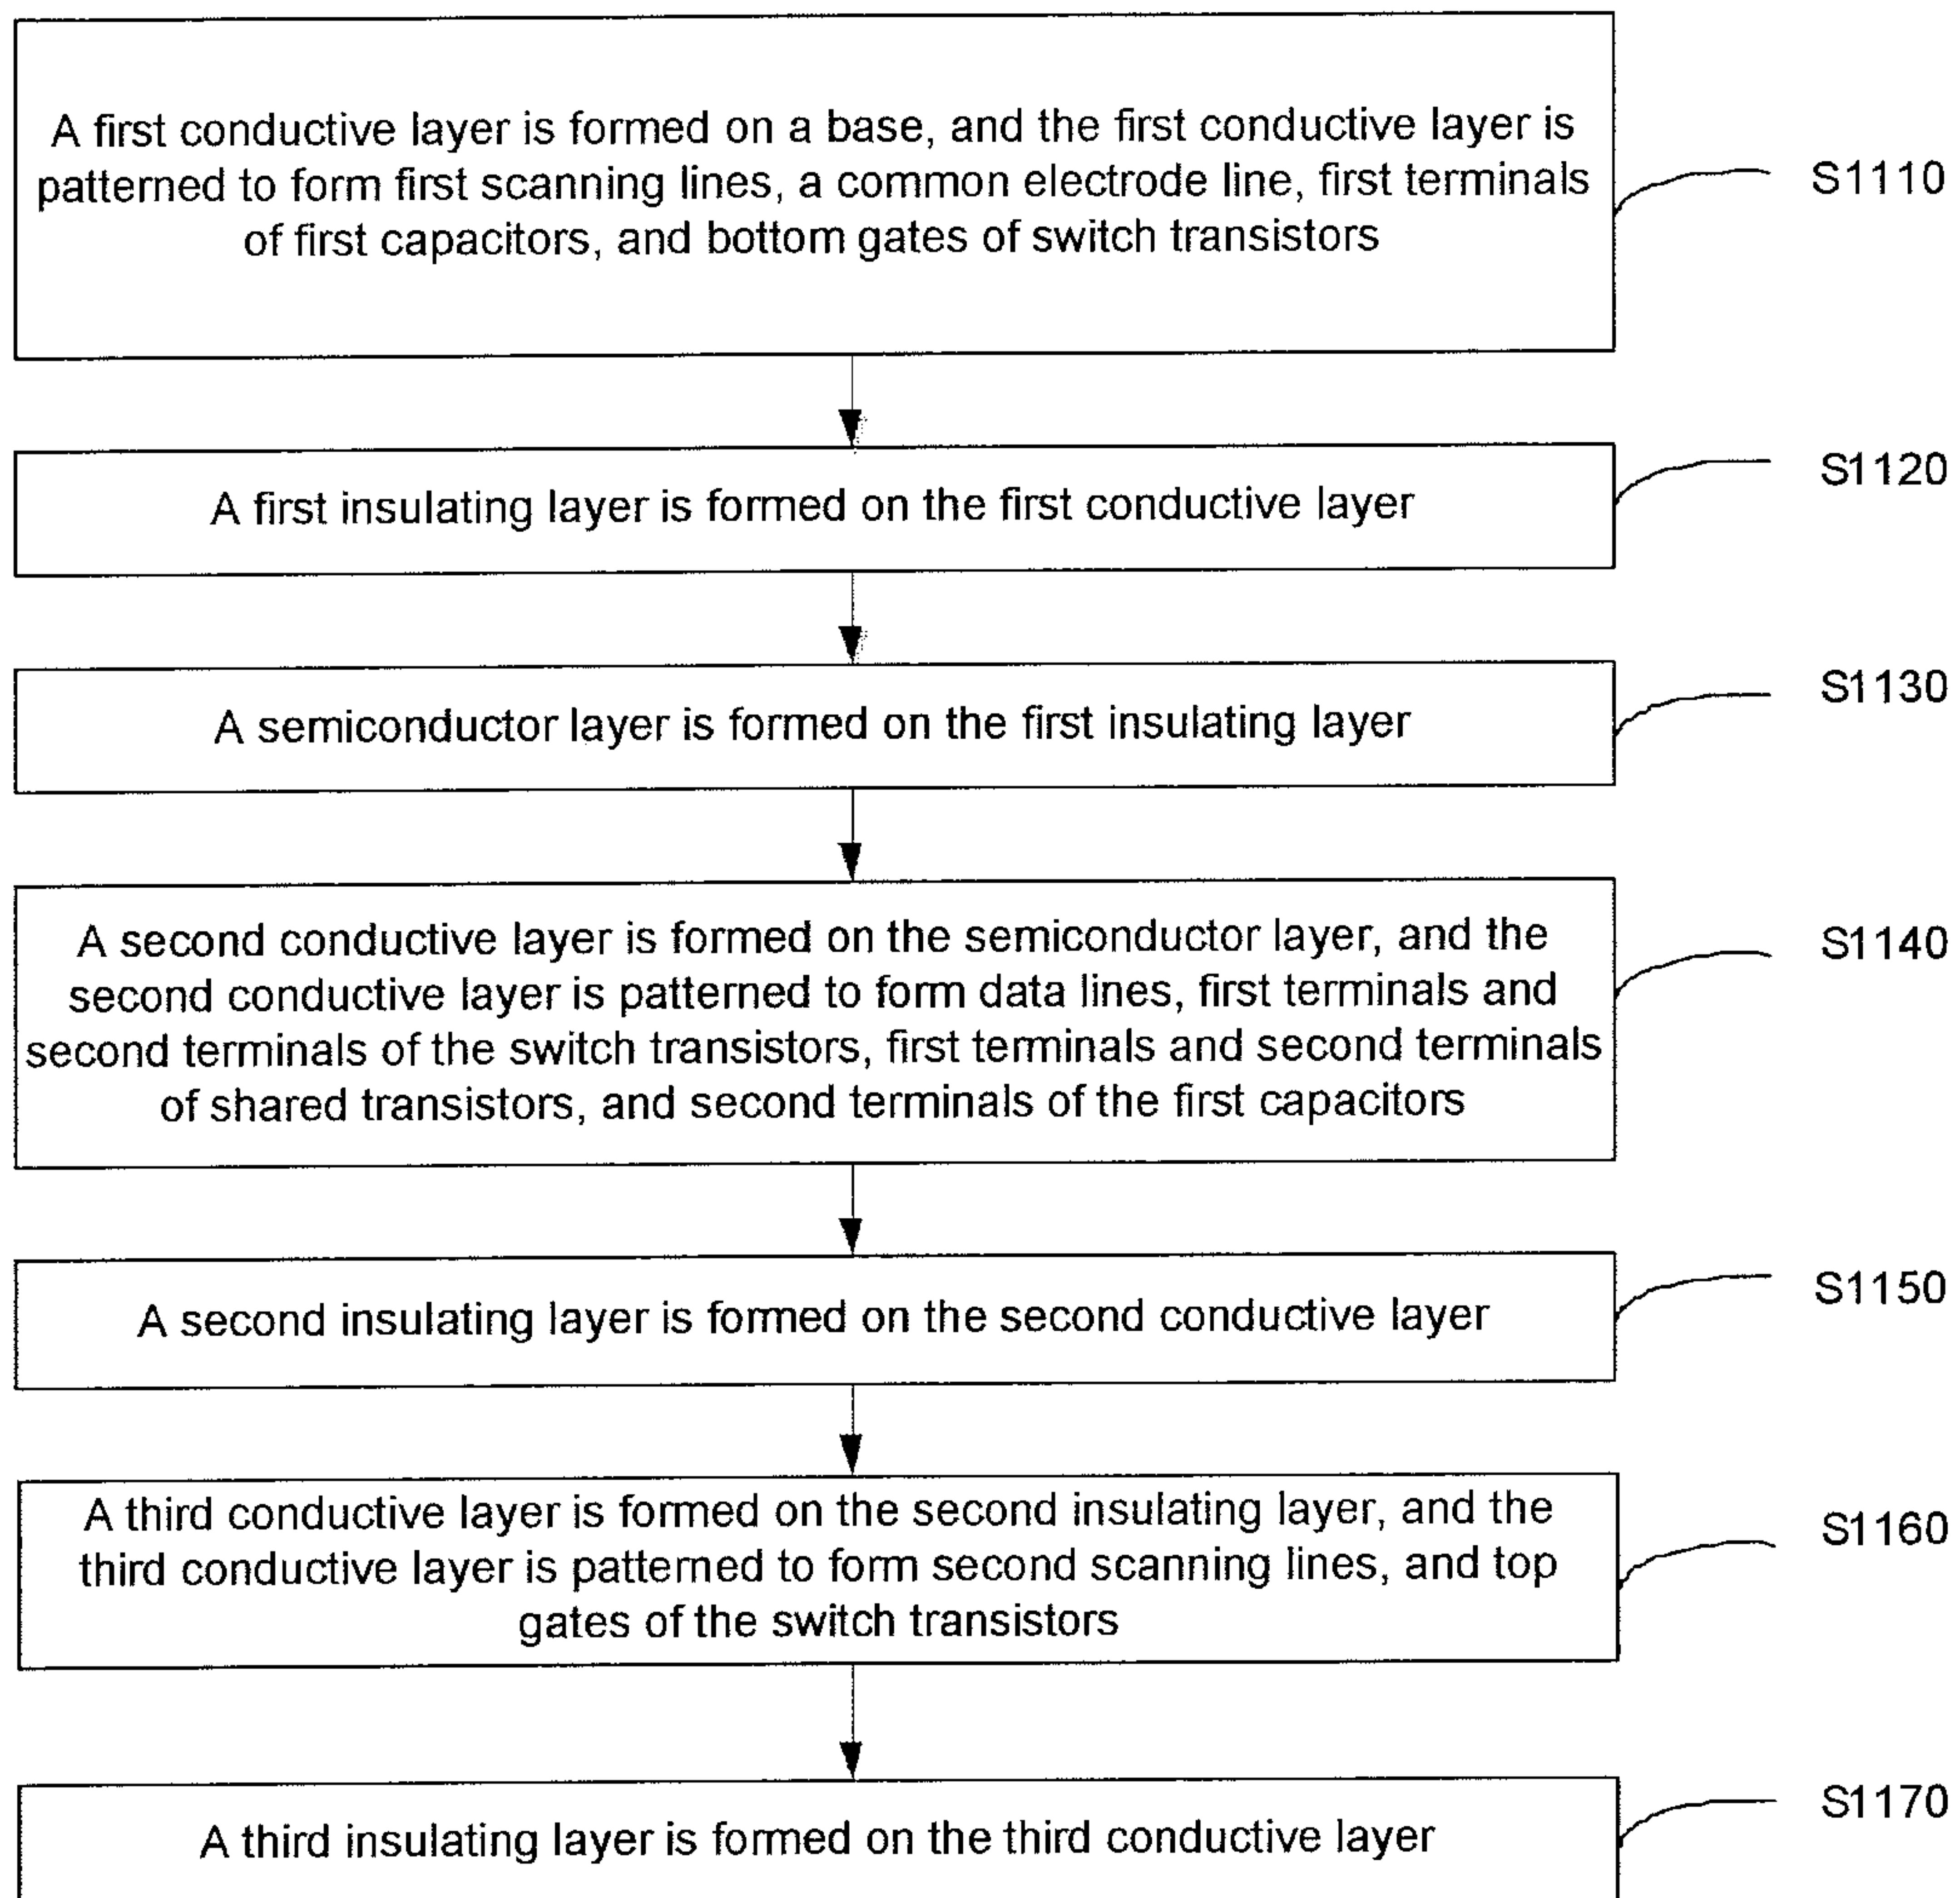 A first conductive layer is formed on a base, and the first conductive layer is
patterned to form first scanning lines, a common electrode line, first terminals
of first capacitors, and bottom gates of switch transistors
S1110
A first insulating layer is formed on the first conductive layer
S1120
A semiconductor layer is formed on the first insulating layer
S1130
A second conductive layer is formed on the semiconductor layer, and the
second conductive layer is patterned to form data lines, first terminals and
second terminals of the switch transistors, first terminals and second terminals
of shared transistors, and second terminals of the first capacitors
S1140
A second insulating layer is formed on the second conductive layer
S1150
A third conductive layer is formed on the second insulating layer, and the
third conductive layer is patterned to form second scanning lines, and top
gates of the switch transistors
S1160
A third insulating layer is formed on the third conductive layer
S1170